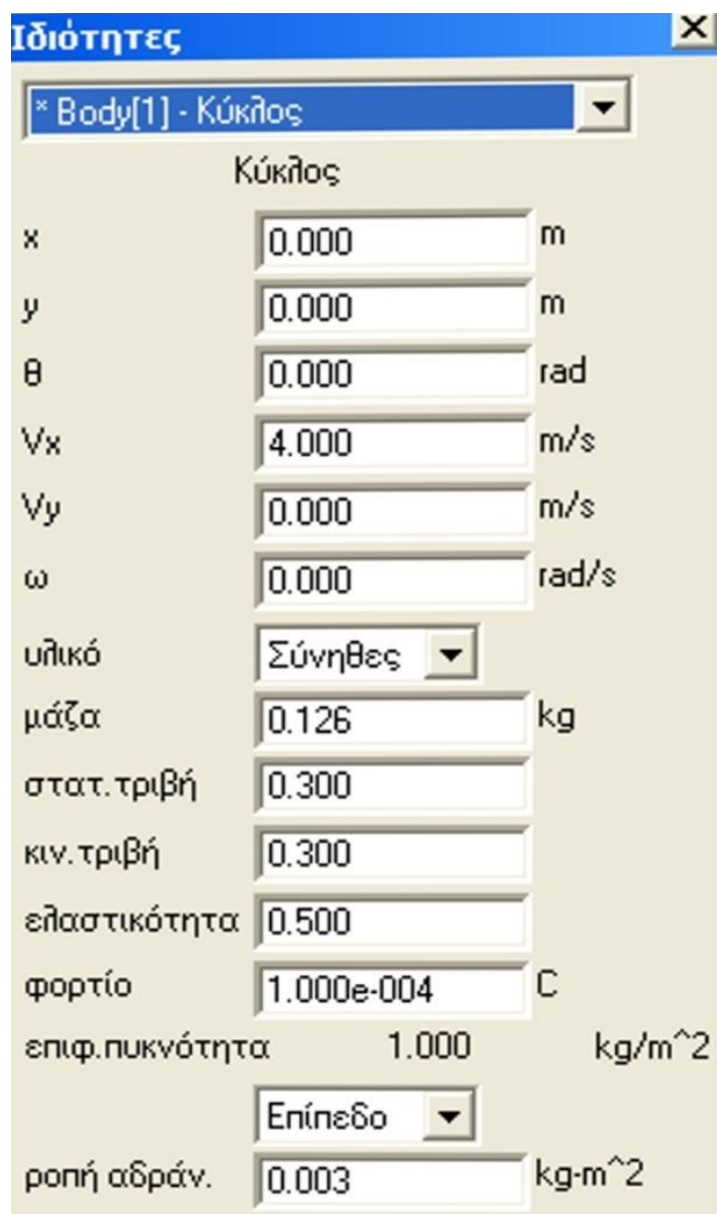 Ιδιότητες
* Body[1] - Κύκλος
Κύκλος
x 0.000 m
y 0.000 m
θ 0.000 rad
Vx 4.000 m/s
Vy 0.000 m/s
ω 0.000 rad/s
υλικό Σύνηθες
μάζα 0.126 kg
στατ.τριβή 0.300
κιν.τριβή 0.300
ελαστικότητα 0.500
φορτίο 1.000e-004 C
επιφ.πυκνότητα 1.000 kg/m^2
Επίπεδο
ροπή αδράν. 0.003 kg-m^2